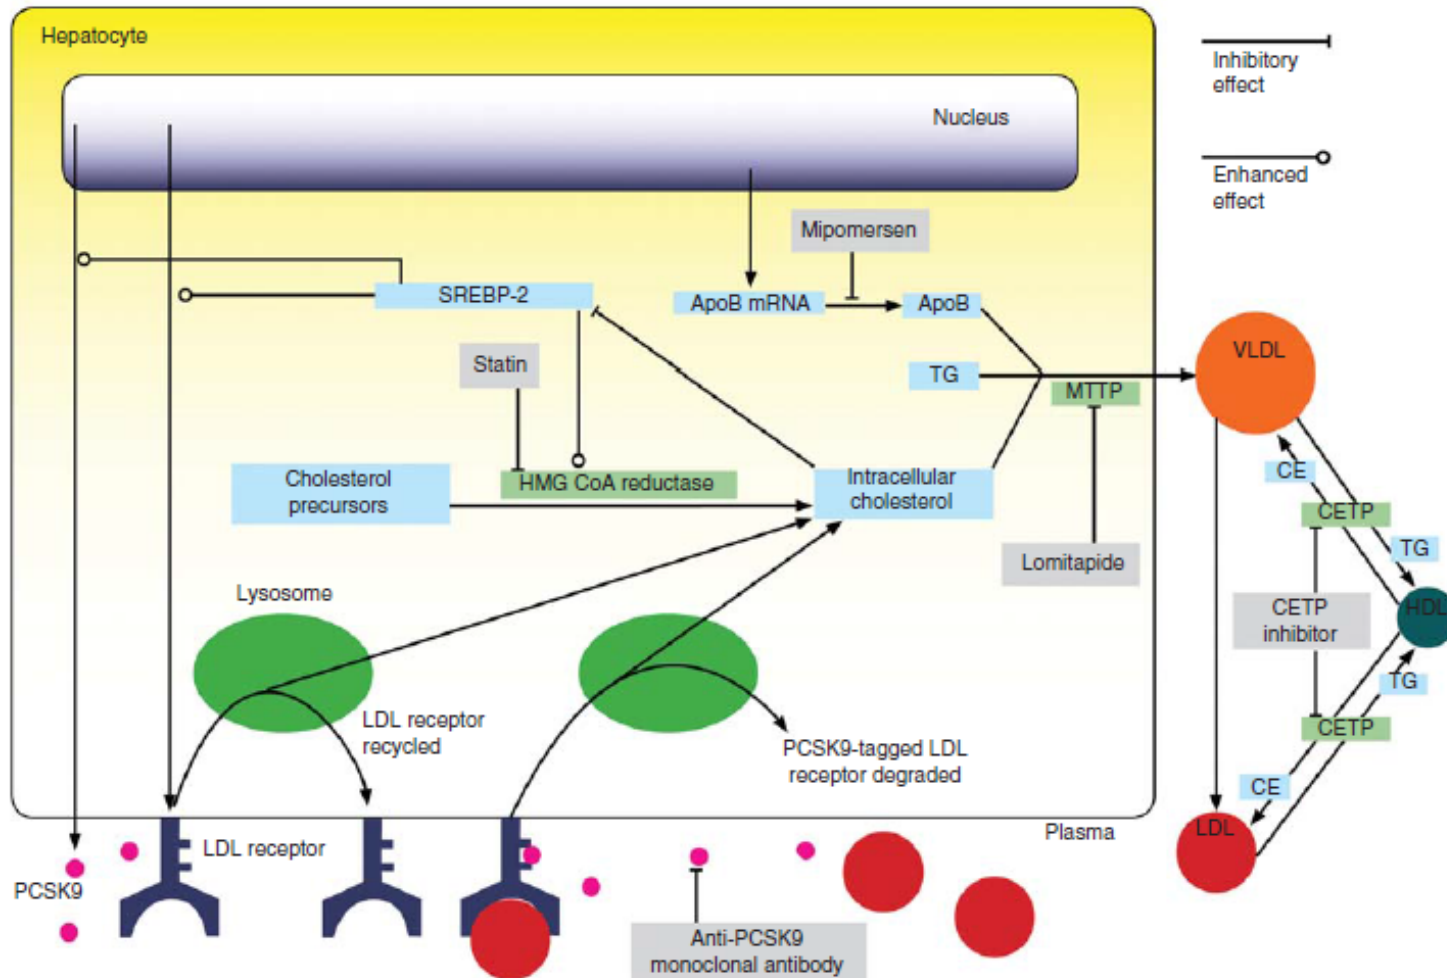 Hepatocyte
Nucleus
Inhibitory
effect
Enhanced
effect
Mipomersen
SREBP-2
ApoB mRNA
ApoB
Statin
TG
MTTP
VLDL
Cholesterol
precursors
HMG CoA reductase
Intracellular
cholesterol
CE
CETP
TG
Lomitapide
Lysosome
CETP
inhibitor
HDL
TG
LDL receptor
recycled
PCSK9-tagged LDL
receptor degraded
CETP
CE
Plasma
LDL
LDL receptor
PCSK9
Anti-PCSK9
monoclonal antibody